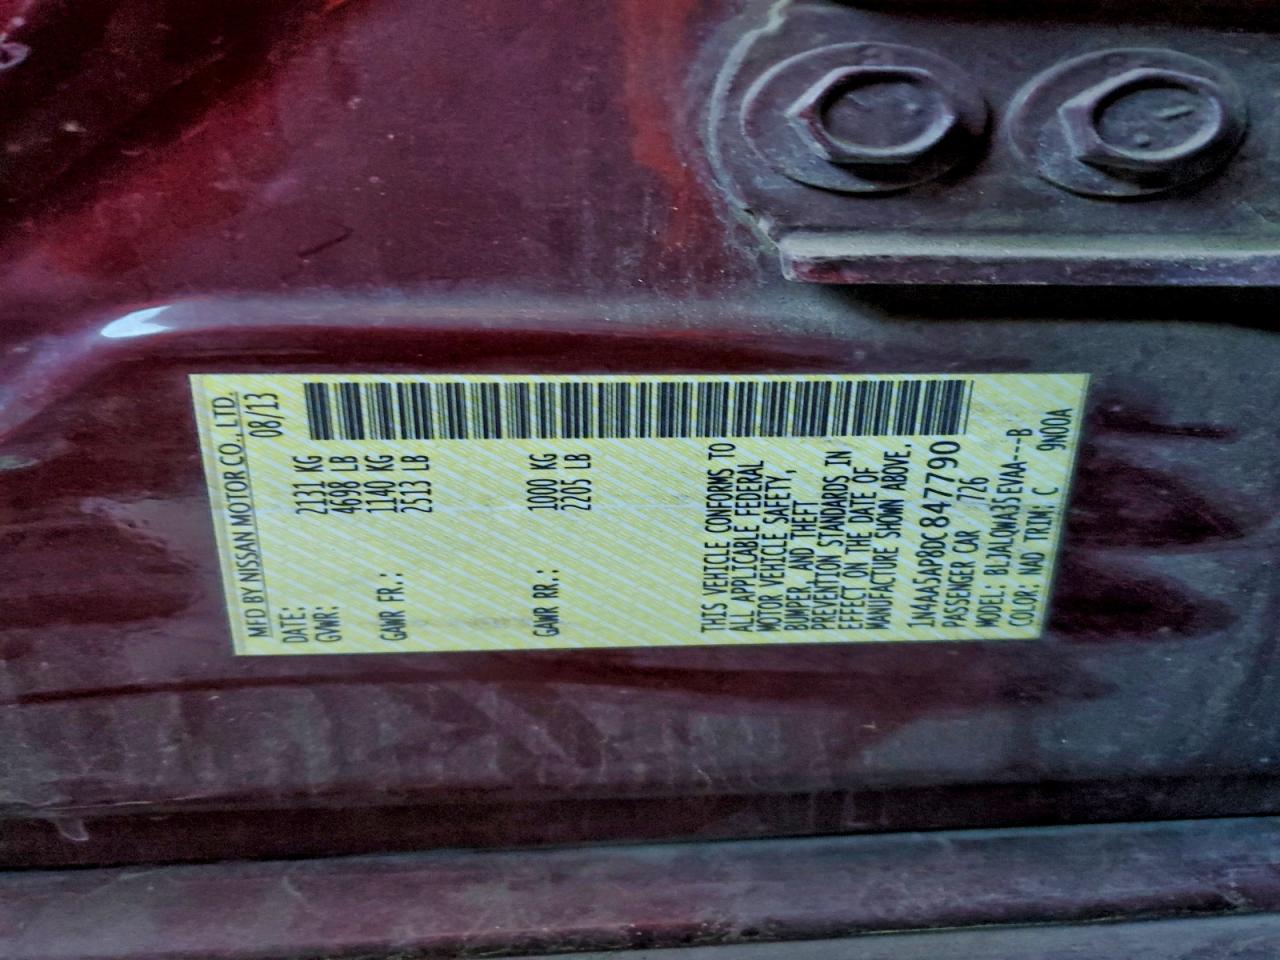 MFD BY NISSAN MOTOR CO., LTD.
DATE: 08/13
GVWR: 2131 KG
4698 LB
GAWR FR.: 1140 KG
2513 LB
GAWR RR.: 1000 KG
2205 LB
THIS VEHICLE CONFORMS TO
ALL APPLICABLE FEDERAL
MOTOR VEHICLE SAFETY,
BUMPER, AND THEFT
PREVENTION STANDARDS IN
EFFECT ON THE DATE OF
MANUFACTURE SHOWN ABOVE.
1N4AA5AP8DC847790
PASSENGER CAR 726
MODEL: BLJALQWA35EVAA---B
COLOR: NAD TRIM: C 9N00A